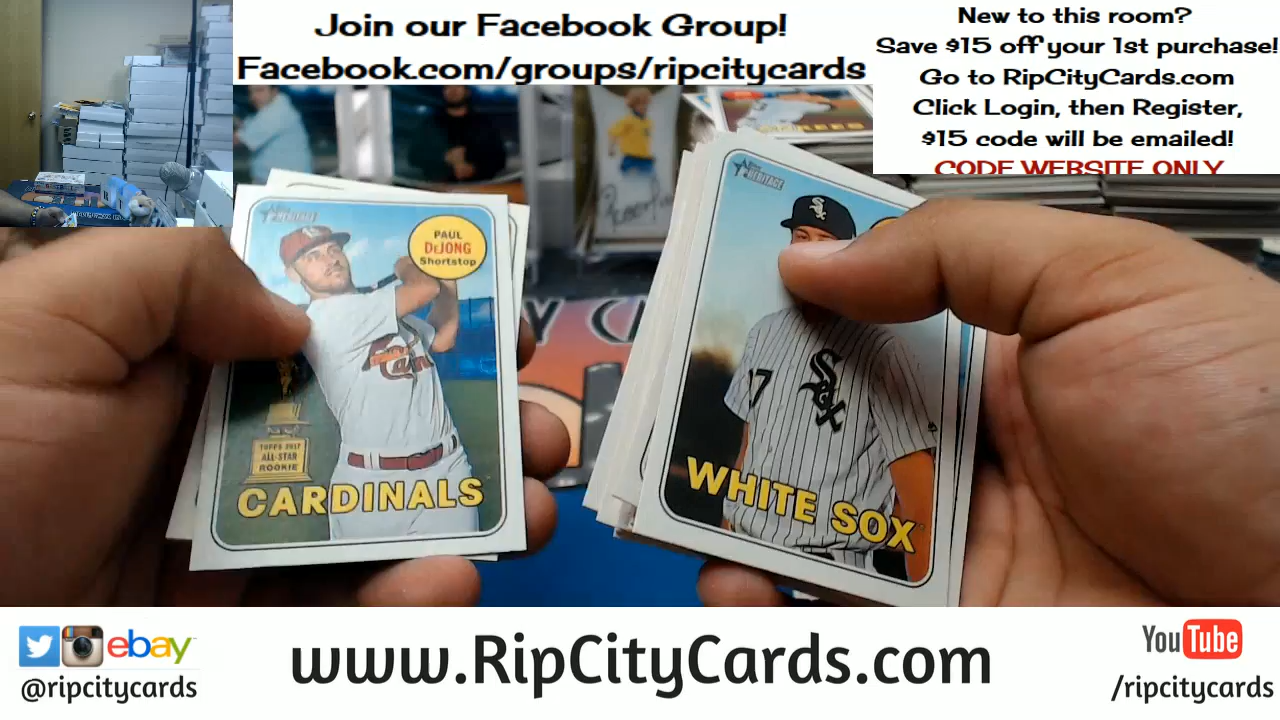 Join our Facebook Group!
Facebook.com/groups/ripcitycards
New to this room?
Save $15 off your 1st purchase!
Go to RipCityCards.com
Click Login, then Register,
$15 code will be emailed!
CODE WEBSITE ONLY
HERITAGE
PAUL
DeJONG
Shortstop
TOPPS 2017
ALL-STAR
ROOKIE
CARDINALS
HERITAGE
WHITE SOX
ebay
@ripcitycards
www.RipCityCards.com
YouTube
/ripcitycards